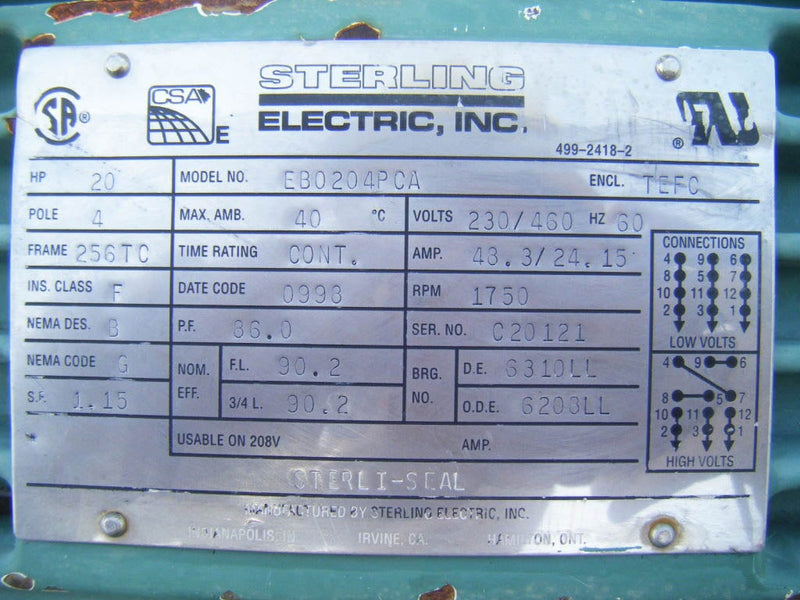 SA ®
CSA
E
STERLING
ELECTRIC, INC.
499-2418-2
® UL
HP 20 MODEL NO. EB0204PCA ENCL. TEFC
POLE 4 MAX. AMB. 40 °C VOLTS 230/460 HZ 60
FRAME 256TC TIME RATING CONT. AMP. 48.3/24.15
INS. CLASS F DATE CODE 0998 RPM 1750
NEMA DES. B P.F. 86.0 SER. NO. C20121
NEMA CODE G NOM. EFF. F.L. 90.2 BRG. NO. D.E. 6310LL
S.F. 1.15 3/4 L. 90.2 O.D.E. 6208LL
USABLE ON 208V AMP.
CONNECTIONS
4 9 6
8 5 7
10 11 12
2 3 1
LOW VOLTS
4 9 6
8 5 7
10 11 12
2 3 1
HIGH VOLTS
STERLI-SEAL
MANUFACTURED BY STERLING ELECTRIC, INC.
INDIANAPOLIS, IN IRVINE, CA. HAMILTON, ONT.